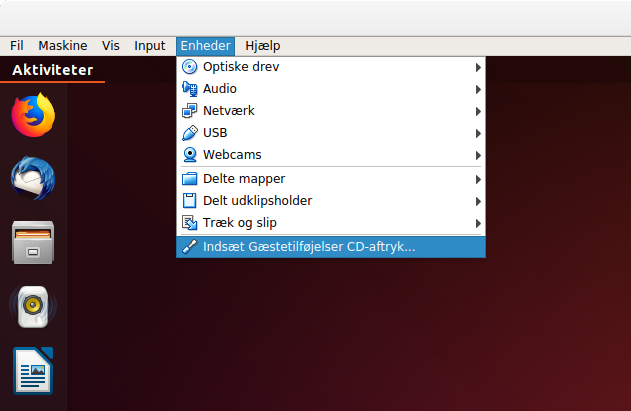 Fil Maskine Vis Input Enheder Hjælp
Aktiviteter
Optiske drev
Audio
Netværk
USB
Webcams
Delte mapper
Delt udklipsholder
Træk og slip
Indsæt Gæstetilføjelser CD-aftryk...